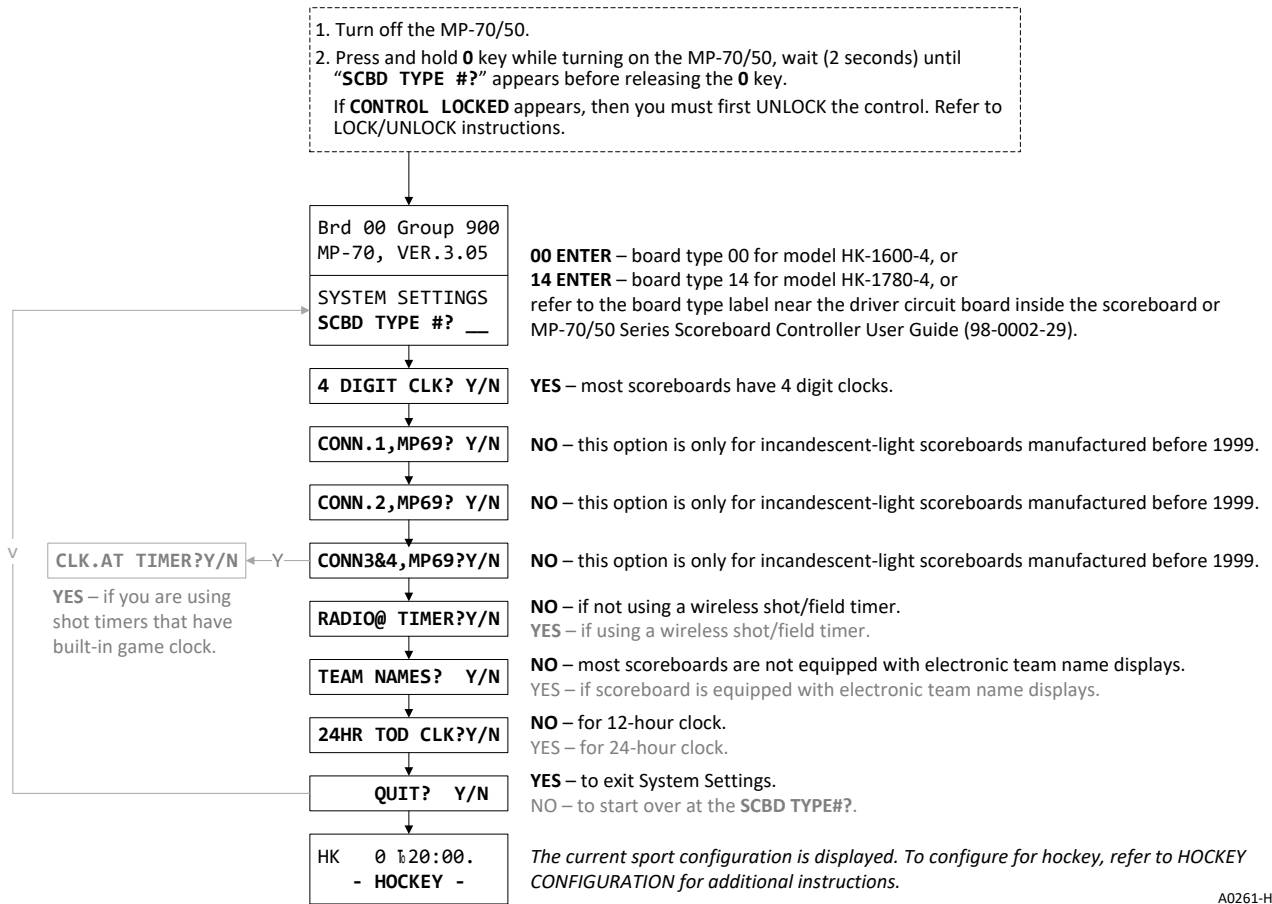 1. Turn off the MP-70/50.
2. Press and hold 0 key while turning on the MP-70/50, wait (2 seconds) until
“SCBD TYPE #?” appears before releasing the 0 key.
If CONTROL LOCKED appears, then you must first UNLOCK the control. Refer to
LOCK/UNLOCK instructions.
Brd 00 Group 900
MP-70, VER.3.05
SYSTEM SETTINGS
SCBD TYPE #? __
00 ENTER – board type 00 for model HK-1600-4, or
14 ENTER – board type 14 for model HK-1780-4, or
refer to the board type label near the driver circuit board inside the scoreboard or
MP-70/50 Series Scoreboard Controller User Guide (98-0002-29).
4 DIGIT CLK? Y/N
YES – most scoreboards have 4 digit clocks.
CONN.1,MP69? Y/N
NO – this option is only for incandescent-light scoreboards manufactured before 1999.
CONN.2,MP69? Y/N
NO – this option is only for incandescent-light scoreboards manufactured before 1999.
V
CLK.AT TIMER?Y/N
Y
CONN3&4,MP69?Y/N
NO – this option is only for incandescent-light scoreboards manufactured before 1999.
YES – if you are using
shot timers that have
built-in game clock.
RADIO@ TIMER?Y/N
NO – if not using a wireless shot/field timer.
YES – if using a wireless shot/field timer.
TEAM NAMES? Y/N
NO – most scoreboards are not equipped with electronic team name displays.
YES – if scoreboard is equipped with electronic team name displays.
24HR TOD CLK?Y/N
NO – for 12-hour clock.
YES – for 24-hour clock.
QUIT? Y/N
YES – to exit System Settings.
NO – to start over at the SCBD TYPE#?.
HK 0 20:00.
- HOCKEY -
The current sport configuration is displayed. To configure for hockey, refer to HOCKEY
CONFIGURATION for additional instructions.
A0261-H